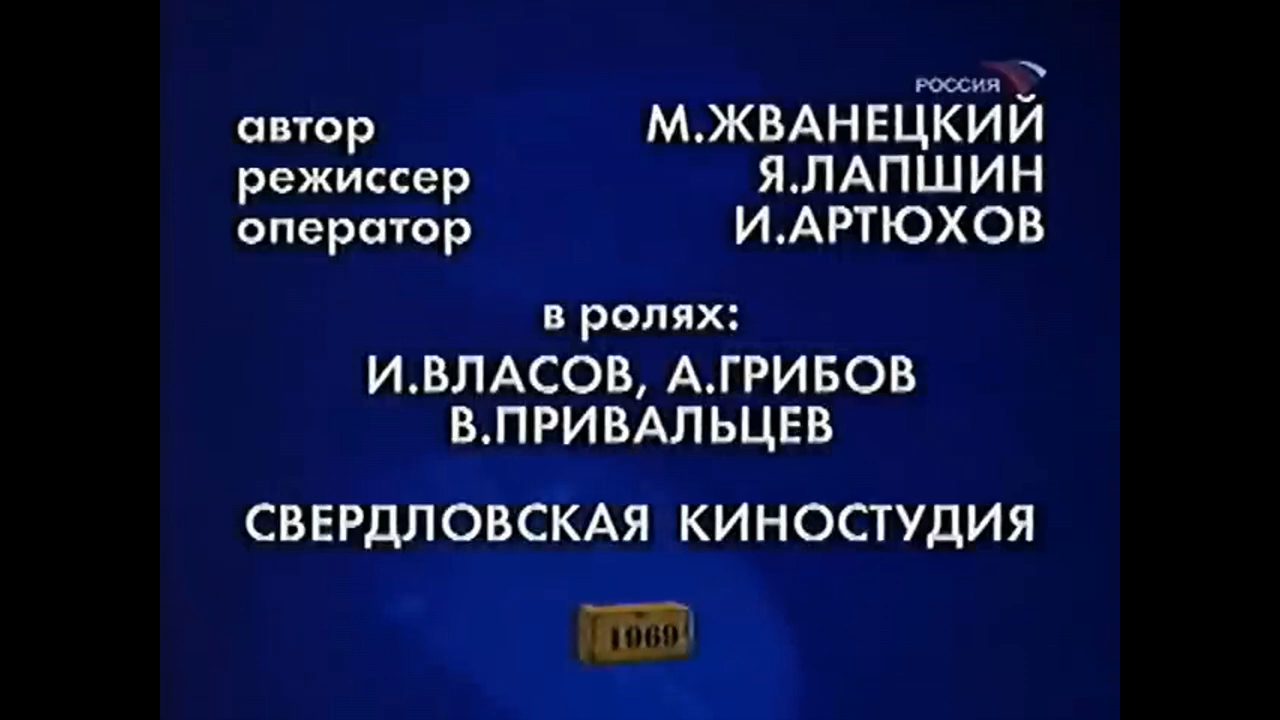 РОССИЯ
автор М.ЖВАНЕЦКИЙ
режиссер Я.ЛАПШИН
оператор И.АРТЮХОВ
в ролях:
И.ВЛАСОВ, А.ГРИБОВ
В.ПРИВАЛЬЦЕВ
СВЕРДЛОВСКАЯ КИНОСТУДИЯ
1969